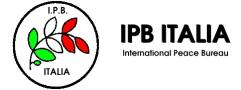 I.P.B.
ITALIA
IPB ITALIA
International Peace Bureau